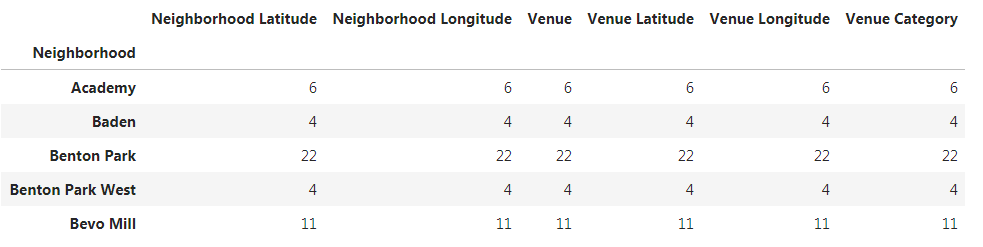 Neighborhood Latitude Neighborhood Longitude Venue Venue Latitude Venue Longitude Venue Category
Neighborhood
Academy 6 6 6 6 6 6
Baden 4 4 4 4 4 4
Benton Park 22 22 22 22 22 22
Benton Park West 4 4 4 4 4 4
Bevo Mill 11 11 11 11 11 11